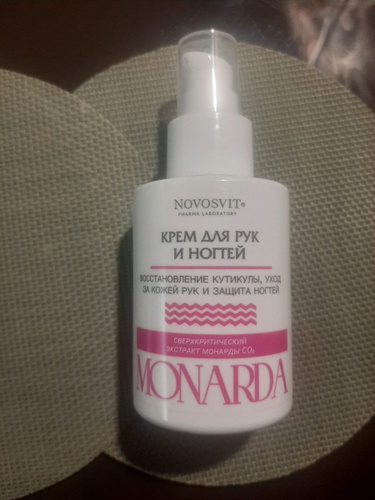 NOVOSVIT®
PHARMA LABORATORY
КРЕМ ДЛЯ РУК
И НОГТЕЙ
ВОССТАНОВЛЕНИЕ КУТИКУЛЫ, УХОД
ЗА КОЖЕЙ РУК И ЗАЩИТА НОГТЕЙ
СВЕРХКРИТИЧЕСКИЙ
ЭКСТРАКТ МОНАРДЫ CO₂
MONARDA